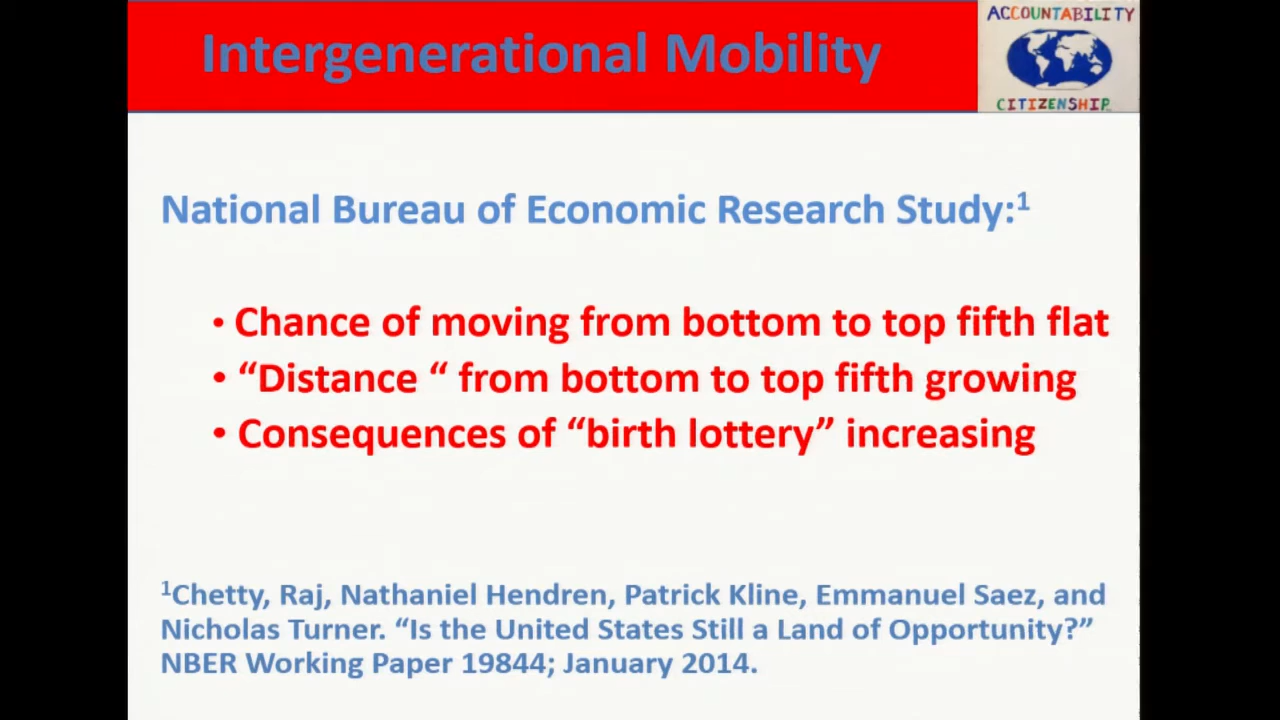 Intergenerational Mobility
ACCOUNTABILITY
CITIZENSHIP
National Bureau of Economic Research Study:¹
• Chance of moving from bottom to top fifth flat
• “Distance “ from bottom to top fifth growing
• Consequences of “birth lottery” increasing
¹Chetty, Raj, Nathaniel Hendren, Patrick Kline, Emmanuel Saez, and
Nicholas Turner. “Is the United States Still a Land of Opportunity?”
NBER Working Paper 19844; January 2014.